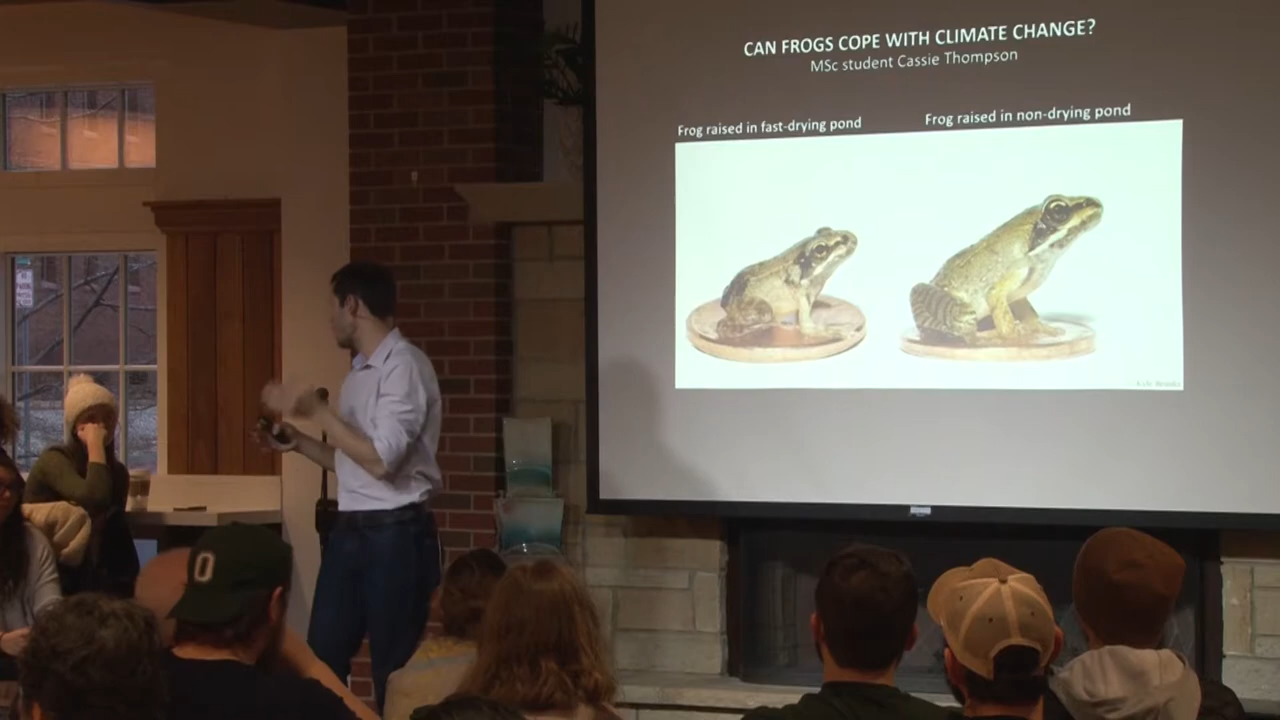 CAN FROGS COPE WITH CLIMATE CHANGE?
MSc student Cassie Thompson
Frog raised in fast-drying pond
Frog raised in non-drying pond
O